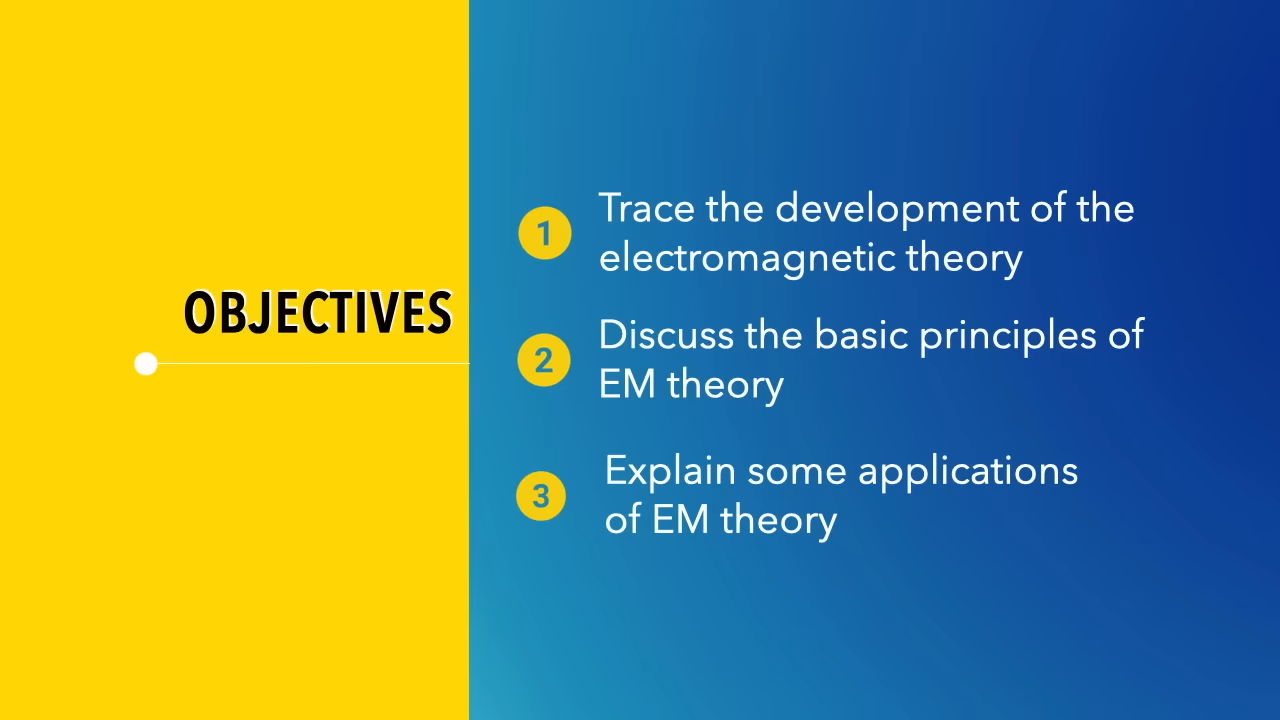 OBJECTIVES
1
Trace the development of the
electromagnetic theory
2
Discuss the basic principles of
EM theory
3
Explain some applications
of EM theory